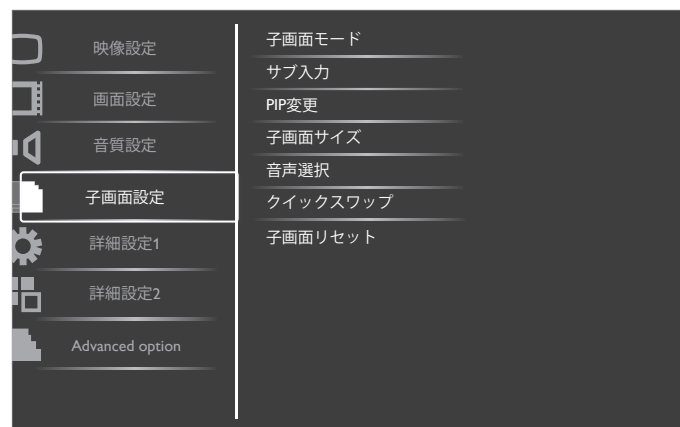 映像設定
画面設定
音質設定
子画面設定
詳細設定1
詳細設定2
Advanced option
子画面モード
サブ入力
PIP変更
子画面サイズ
音声選択
クイックスワップ
子画面リセット